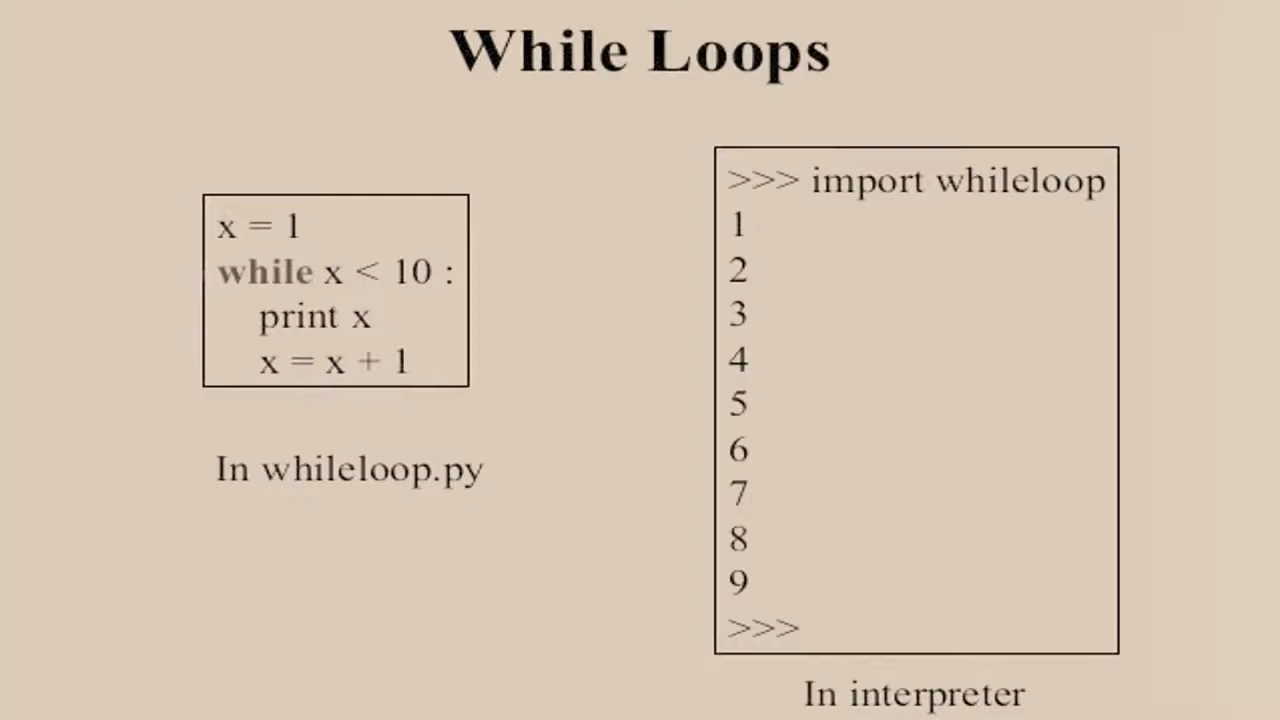 While Loops
x = 1
while x < 10 :
print x
x = x + 1
In whileloop.py
>>> import whileloop
1
2
3
4
5
6
7
8
9
>>>
In interpreter